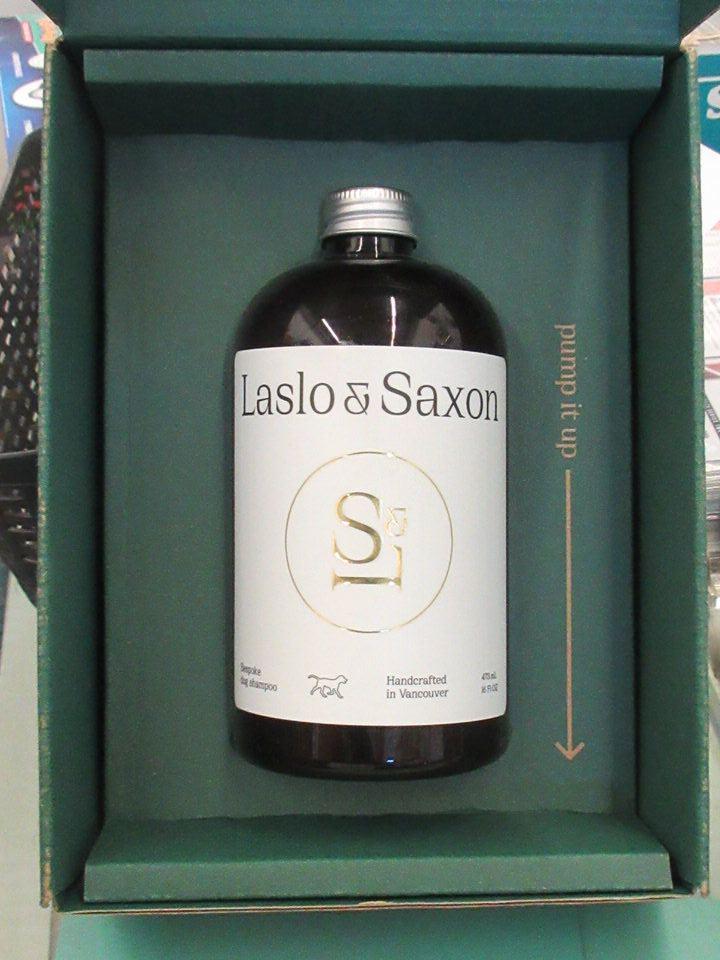 Laslo & Saxon
S&
L
Bespoke
dog shampoo
Handcrafted
in Vancouver
473 mL
16 Fl OZ
pump it up